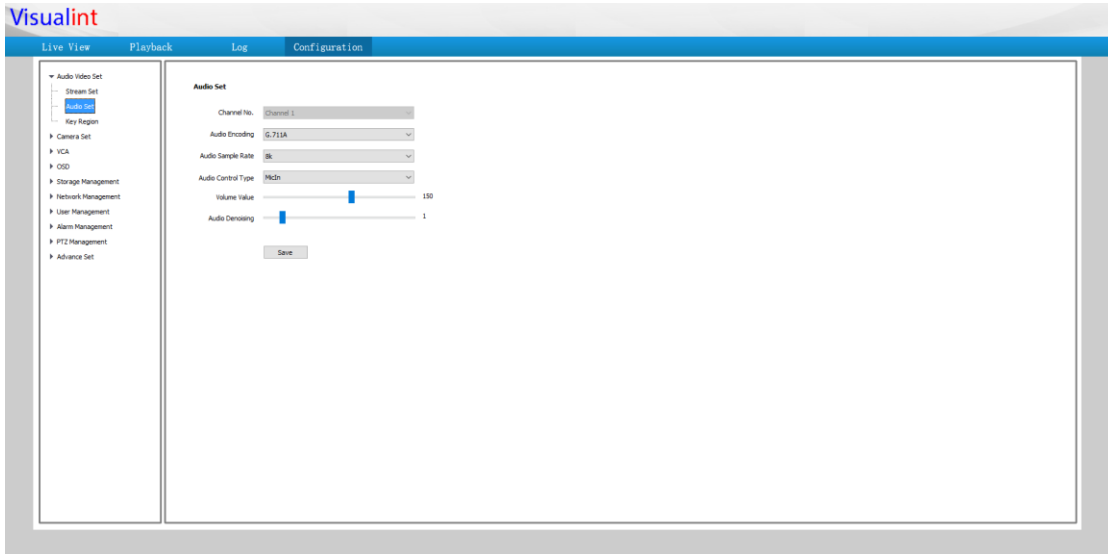 Visualint
Live View Playback Log Configuration
Audio Video Set
Stream Set
Audio Set
Key Region
Camera Set
VCA
OSD
Storage Management
Network Management
User Management
Alarm Management
PTZ Management
Advance Set
Audio Set
Channel No. Channel 1
Audio Encoding G.711A
Audio Sample Rate 8k
Audio Control Type MicIn
Volume Value 150
Audio Denoising 1
Save